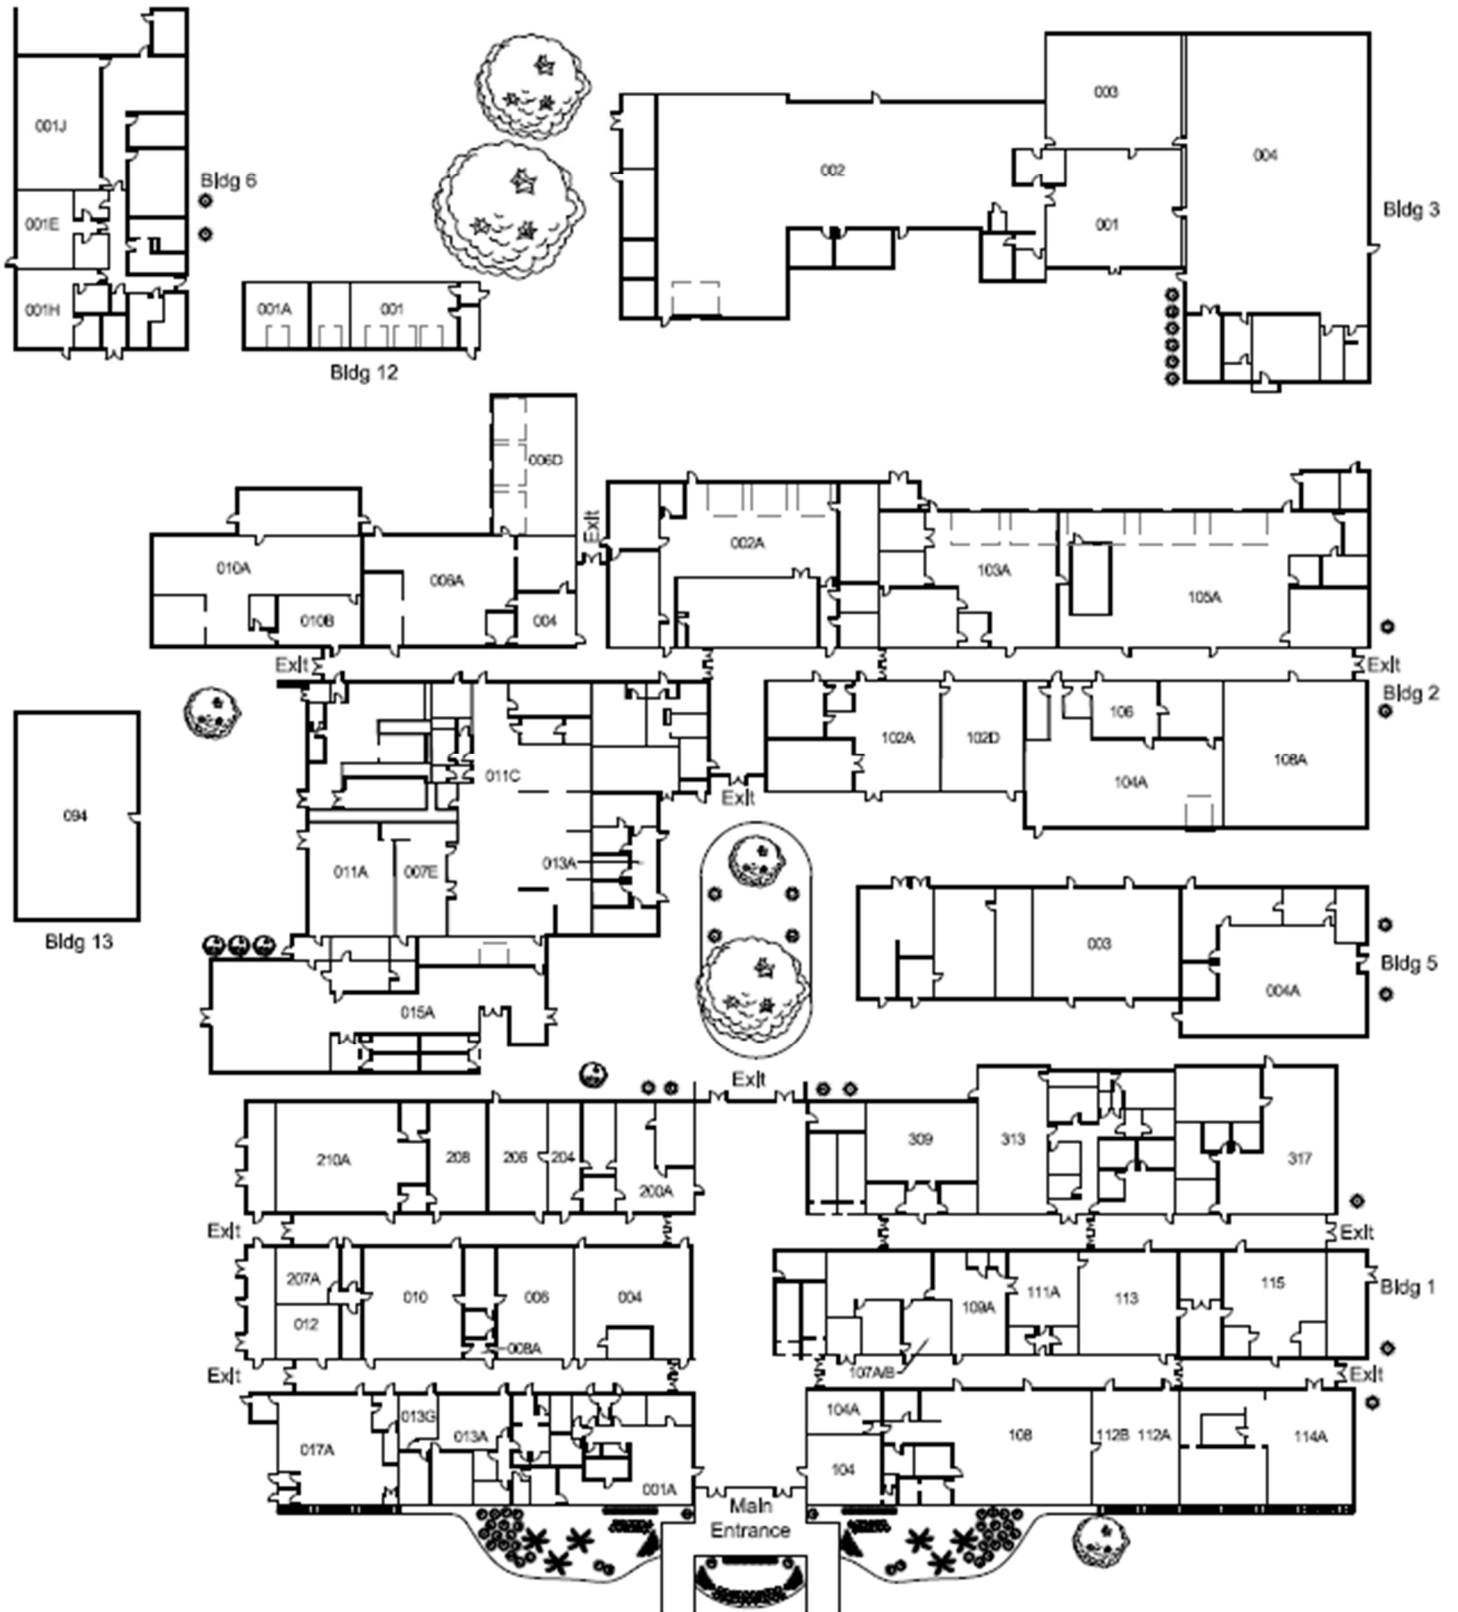 003
001J
004
002
Bldg 6
Bldg 3
001E
001
001H
001A
001
Bldg 12
006D
Exit
002A
010A
006A
103A
105A
010B
004
Exit
Exit
Bldg 2
106
102A
102D
011C
108A
104A
Exit
094
011A
007E
013A
Bldg 13
003
Bldg 5
004A
015A
Exit
309
313
210A
208
206
204
317
200A
Exit
Exit
207A
010
006
004
109A
111A
113
115
Bldg 1
012
008A
107A/B
Exit
Exit
104A
013G
013A
017A
108
112B
112A
114A
104
001A
Main
Entrance